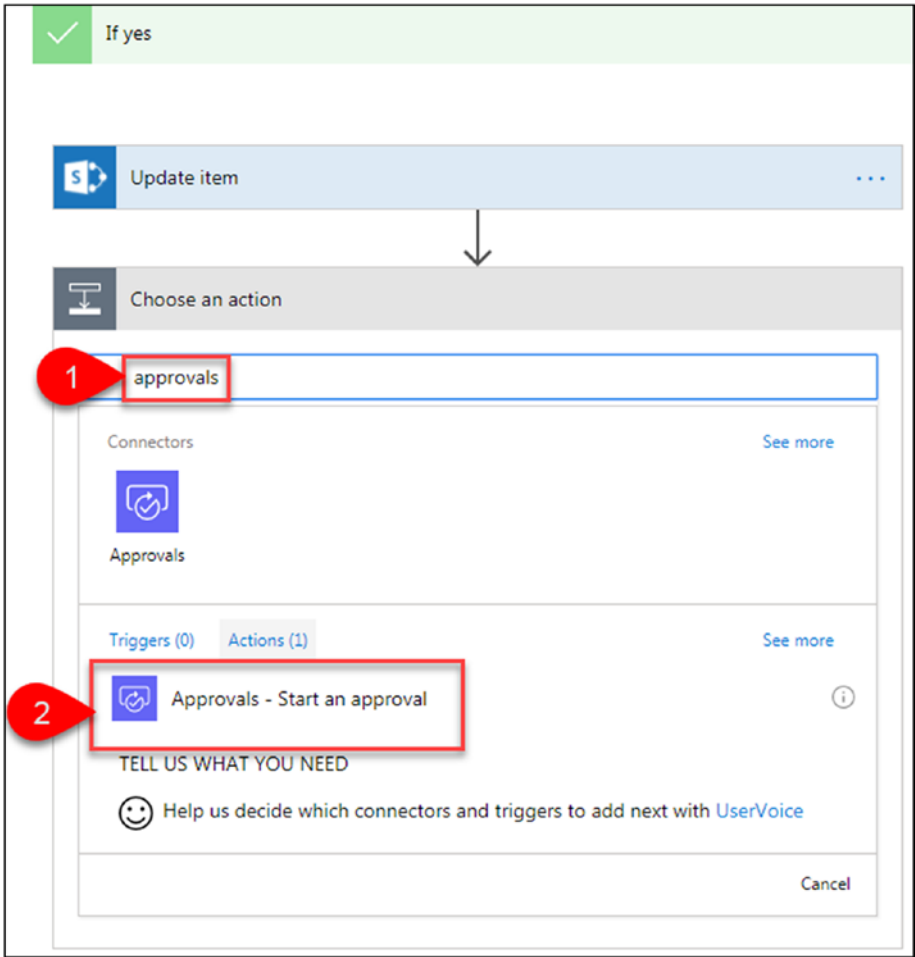 If yes
S
Update item
...
Choose an action
1
approvals
Connectors
See more
Approvals
Triggers (0)
Actions (1)
See more
2
Approvals - Start an approval
TELL US WHAT YOU NEED
Help us decide which connectors and triggers to add next with UserVoice
Cancel